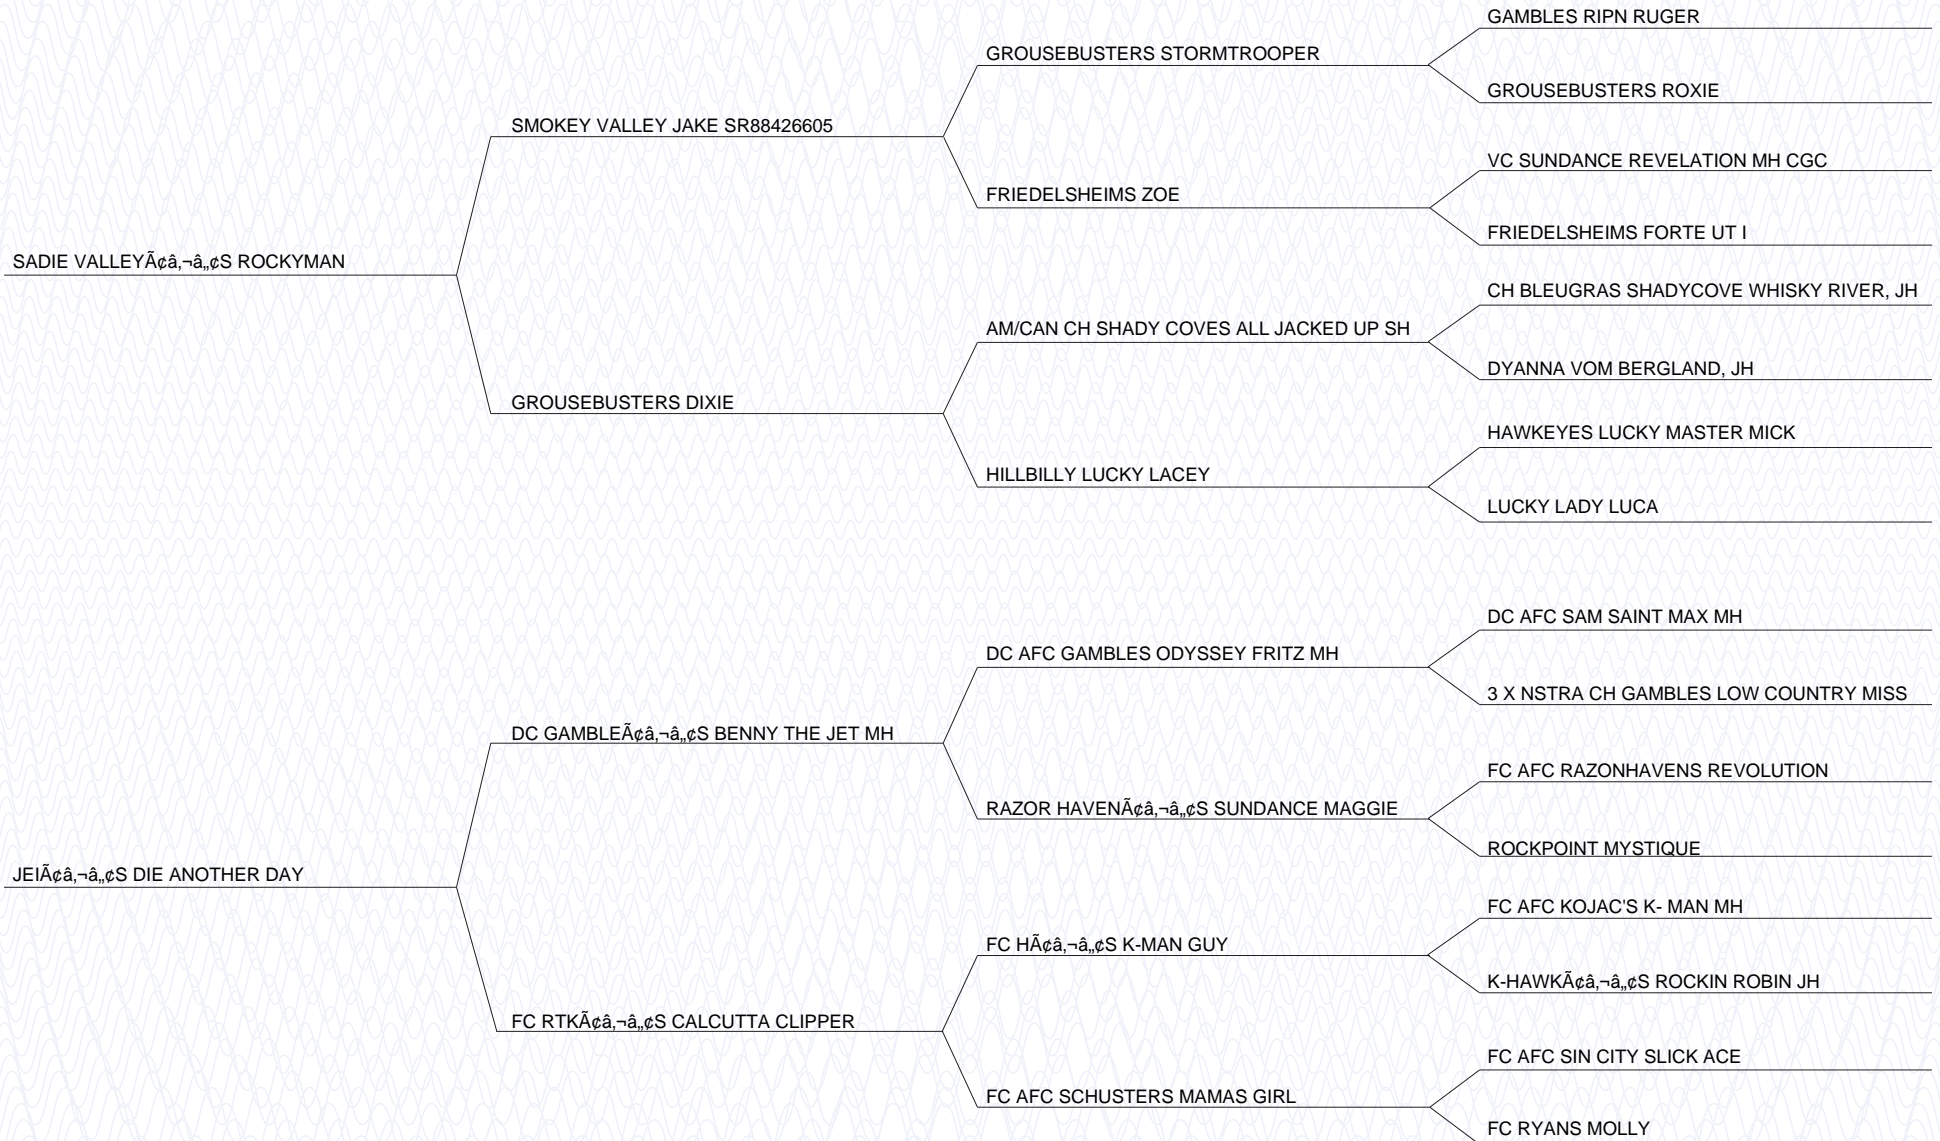 GAMBLES RIPN RUGER
GROUSEBUSTERS STORMTROOPER
GROUSEBUSTERS ROXIE
SMOKEY VALLEY JAKE SR88426605
VC SUNDANCE REVELATION MH CGC
FRIEDELSHEIMS ZOE
FRIEDELSHEIMS FORTE UT I
SADIE VALLEYÃ¢â‚¬â„¢S ROCKYMAN
CH BLEUGRAS SHADYCOVE WHISKY RIVER, JH
AM/CAN CH SHADY COVES ALL JACKED UP SH
DYANNA VOM BERGLAND, JH
GROUSEBUSTERS DIXIE
HAWKEYES LUCKY MASTER MICK
HILLBILLY LUCKY LACEY
LUCKY LADY LUCA
DC AFC SAM SAINT MAX MH
DC AFC GAMBLES ODYSSEY FRITZ MH
3 X NSTRA CH GAMBLES LOW COUNTRY MISS
DC GAMBLEÃ¢â‚¬â„¢S BENNY THE JET MH
FC AFC RAZONHAVENS REVOLUTION
RAZOR HAVENÃ¢â‚¬â„¢S SUNDANCE MAGGIE
ROCKPOINT MYSTIQUE
JEIÃ¢â‚¬â„¢S DIE ANOTHER DAY
FC AFC KOJAC'S K- MAN MH
FC HÃ¢â‚¬â„¢S K-MAN GUY
K-HAWKÃ¢â‚¬â„¢S ROCKIN ROBIN JH
FC RTKÃ¢â‚¬â„¢S CALCUTTA CLIPPER
FC AFC SIN CITY SLICK ACE
FC AFC SCHUSTERS MAMAS GIRL
FC RYANS MOLLY